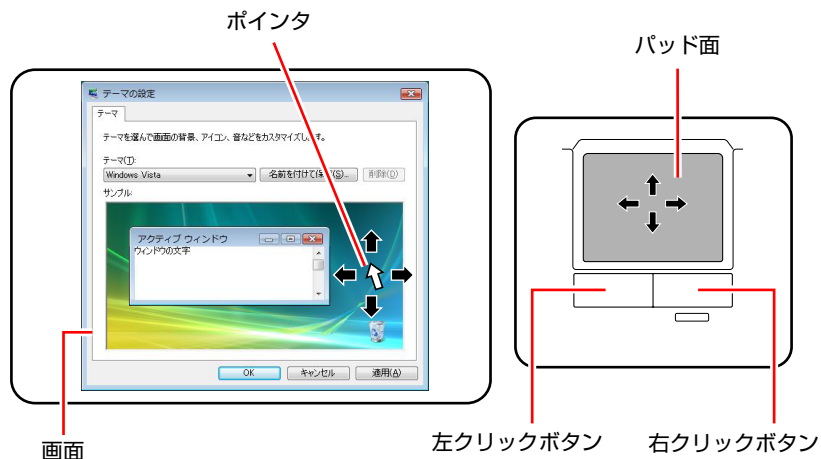 ポインタ
パッド面
テーマの設定
テーマ
テーマを選んで画面の背景、アイコン、音などをカスタマイズします。
テーマ(T):
Windows Vista
名前を付けて保存(S)...
削除(D)
サンプル:
アクティブ ウィンドウ
ウィンドウの文字
OK
キャンセル
適用(A)
画面
左クリックボタン
右クリックボタン